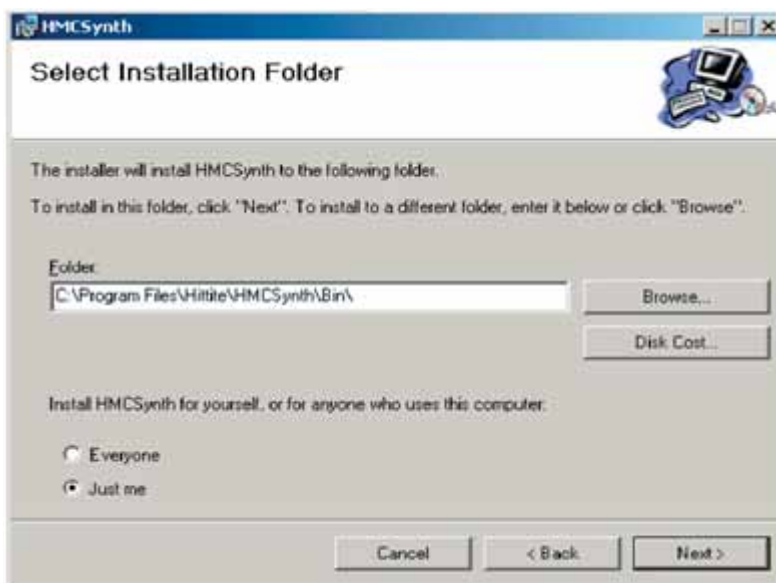 HMCSynth
Select Installation Folder
The installer will install HMCSynth to the following folder.
To install in this folder, click "Next". To install to a different folder, enter it below or click "Browse".
Folder:
C:\Program Files\Hittite\HMCSynth\Bin\
Browse...
Disk Cost...
Install HMCSynth for yourself, or for anyone who uses this computer:
Everyone
Just me
Cancel
< Back
Next >